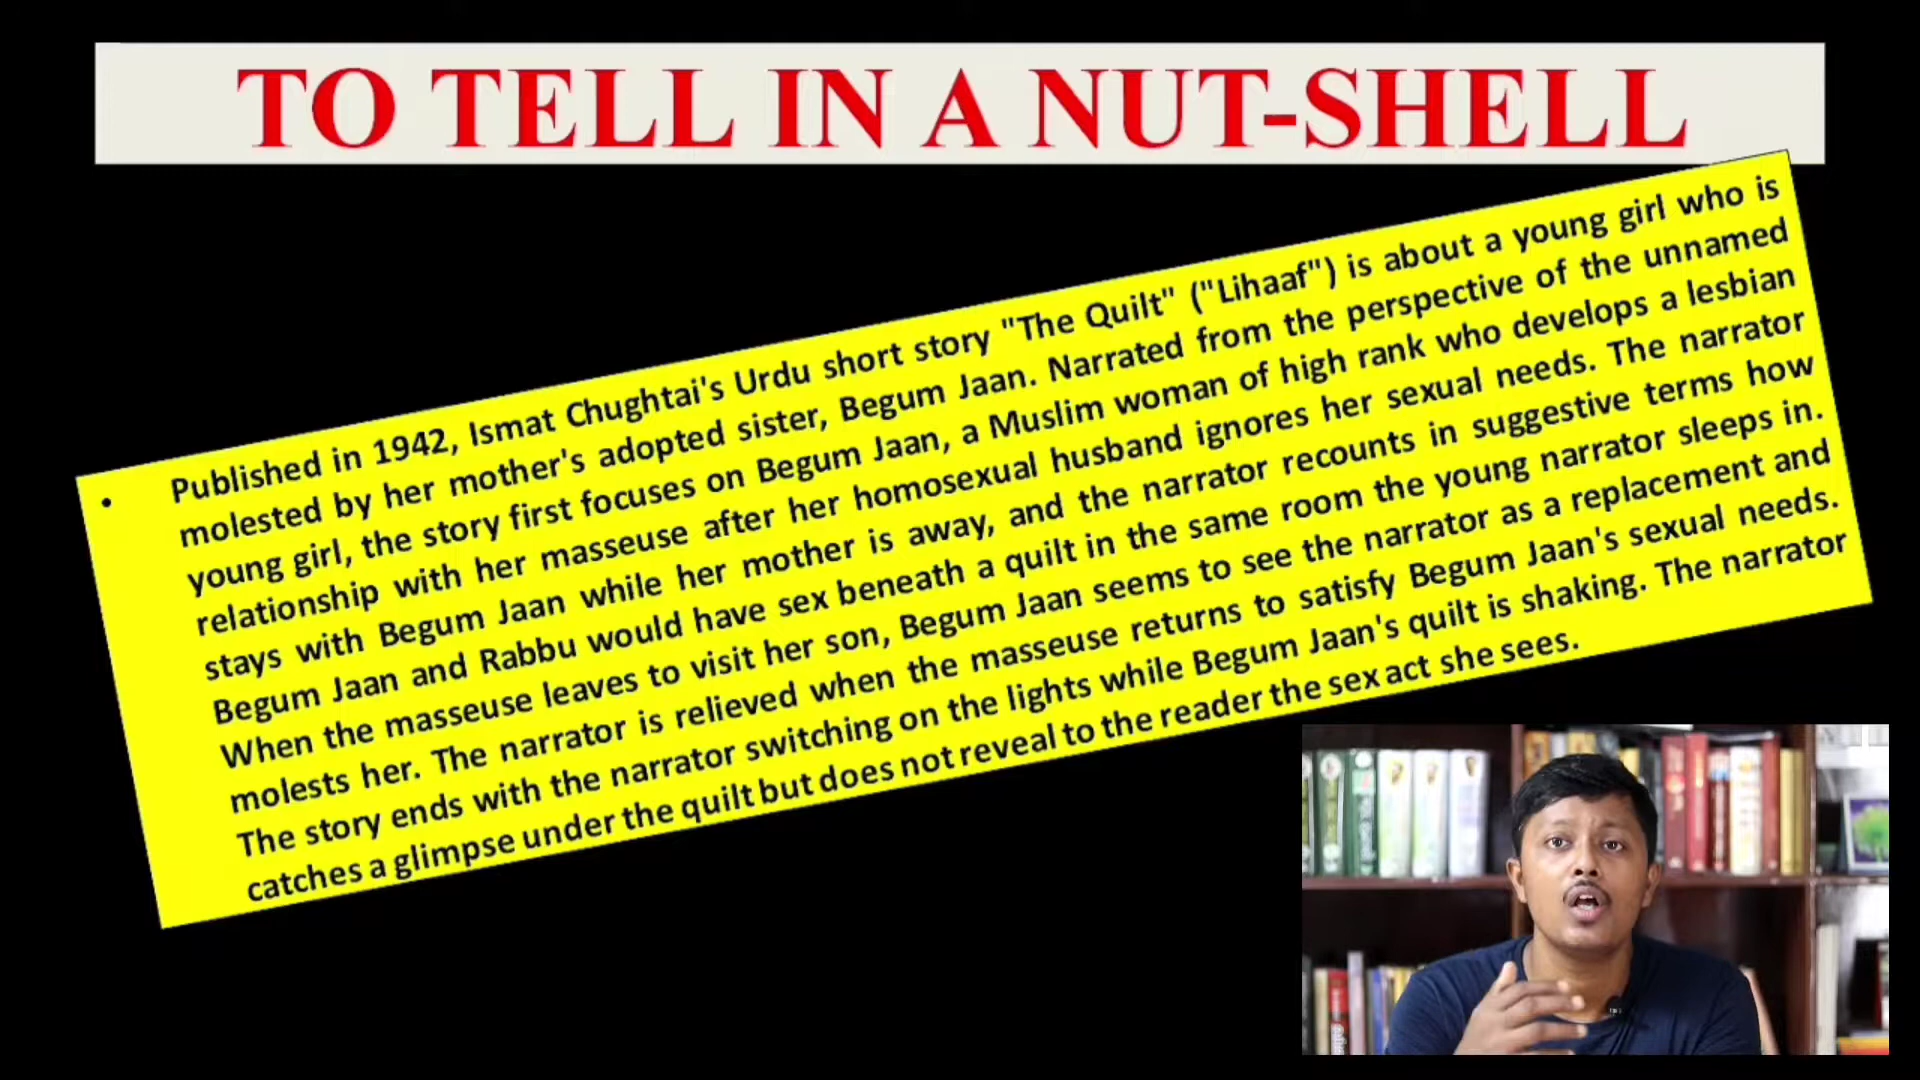 TO TELL IN A NUT-SHELL
• Published in 1942, Ismat Chughtai's Urdu short story "The Quilt" ("Lihaaf") is about a young girl who is
molested by her mother's adopted sister, Begum Jaan. Narrated from the perspective of the unnamed
young girl, the story first focuses on Begum Jaan, a Muslim woman of high rank who develops a lesbian
relationship with her masseuse after her homosexual husband ignores her sexual needs. The narrator
stays with Begum Jaan while her mother is away, and the narrator recounts in suggestive terms how
Begum Jaan and Rabbu would have sex beneath a quilt in the same room the young narrator sleeps in.
When the masseuse leaves to visit her son, Begum Jaan seems to see the narrator as a replacement and
molests her. The narrator is relieved when the masseuse returns to satisfy Begum Jaan's sexual needs.
The story ends with the narrator switching on the lights while Begum Jaan's quilt is shaking. The narrator
catches a glimpse under the quilt but does not reveal to the reader the sex act she sees.